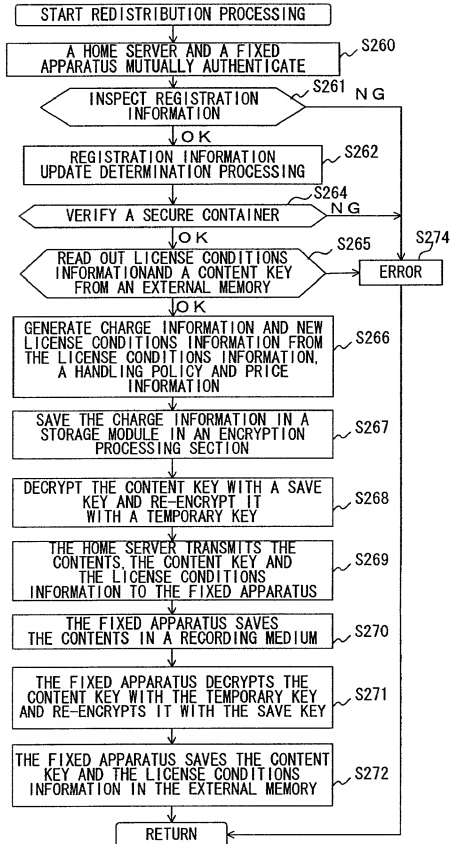 START REDISTRIBUTION PROCESSING
A HOME SERVER AND A FIXED
APPARATUS MUTUALLY AUTHENTICATE
S260
INSPECT REGISTRATION
INFORMATION
S261
NG
OK
REGISTRATION INFORMATION
UPDATE DETERMINATION PROCESSING
S262
VERIFY A SECURE CONTAINER
S264
NG
OK
READ OUT LICENSE CONDITIONS
INFORMATIONAND A CONTENT KEY
FROM AN EXTERNAL MEMORY
S265
S274
ERROR
OK
GENERATE CHARGE INFORMATION AND NEW
LICENSE CONDITIONS INFORMATION FROM
THE LICENSE CONDITIONS INFORMATION,
A HANDLING POLICY AND PRICE
INFORMATION
S266
SAVE THE CHARGE INFORMATION IN A
STORAGE MODULE IN AN ENCRYPTION
PROCESSING SECTION
S267
DECRYPT THE CONTENT KEY WITH A SAVE
KEY AND RE-ENCRYPT IT
WITH A TEMPORARY KEY
S268
THE HOME SERVER TRANSMITS THE
CONTENTS, THE CONTENT KEY AND
THE LICENSE CONDITIONS
INFORMATION TO THE FIXED APPARATUS
S269
THE FIXED APPARATUS SAVES
THE CONTENTS IN A RECORDING MEDIUM
S270
THE FIXED APPARATUS DECRYPTS THE
CONTENT KEY WITH THE TEMPORARY KEY
AND RE-ENCRYPTS IT WITH THE SAVE KEY
S271
THE FIXED APPARATUS SAVES THE CONTENT
KEY AND THE LICENSE CONDITIONS
INFORMATION IN THE EXTERNAL MEMORY
S272
RETURN